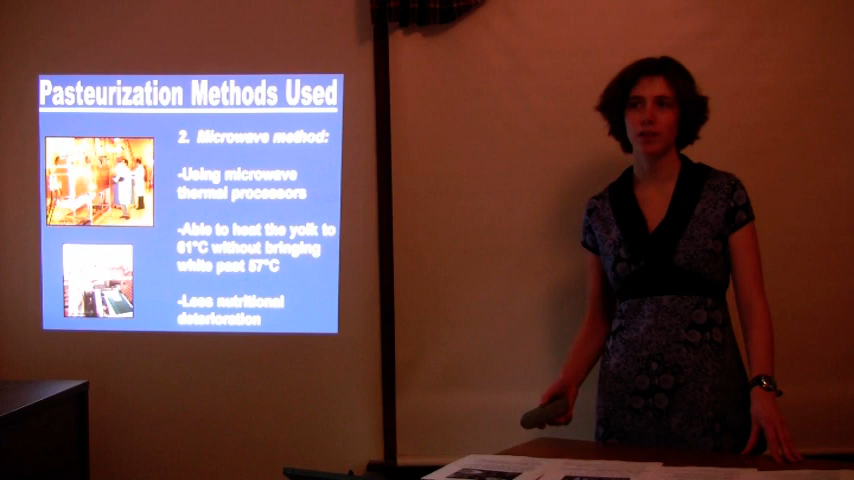 Pasteurization Methods Used
2. Microwave method:
-Using microwave
thermal processors
-Able to heat the yolk to
61°C without bringing
white past 57°C
-Less nutritional
deterioration